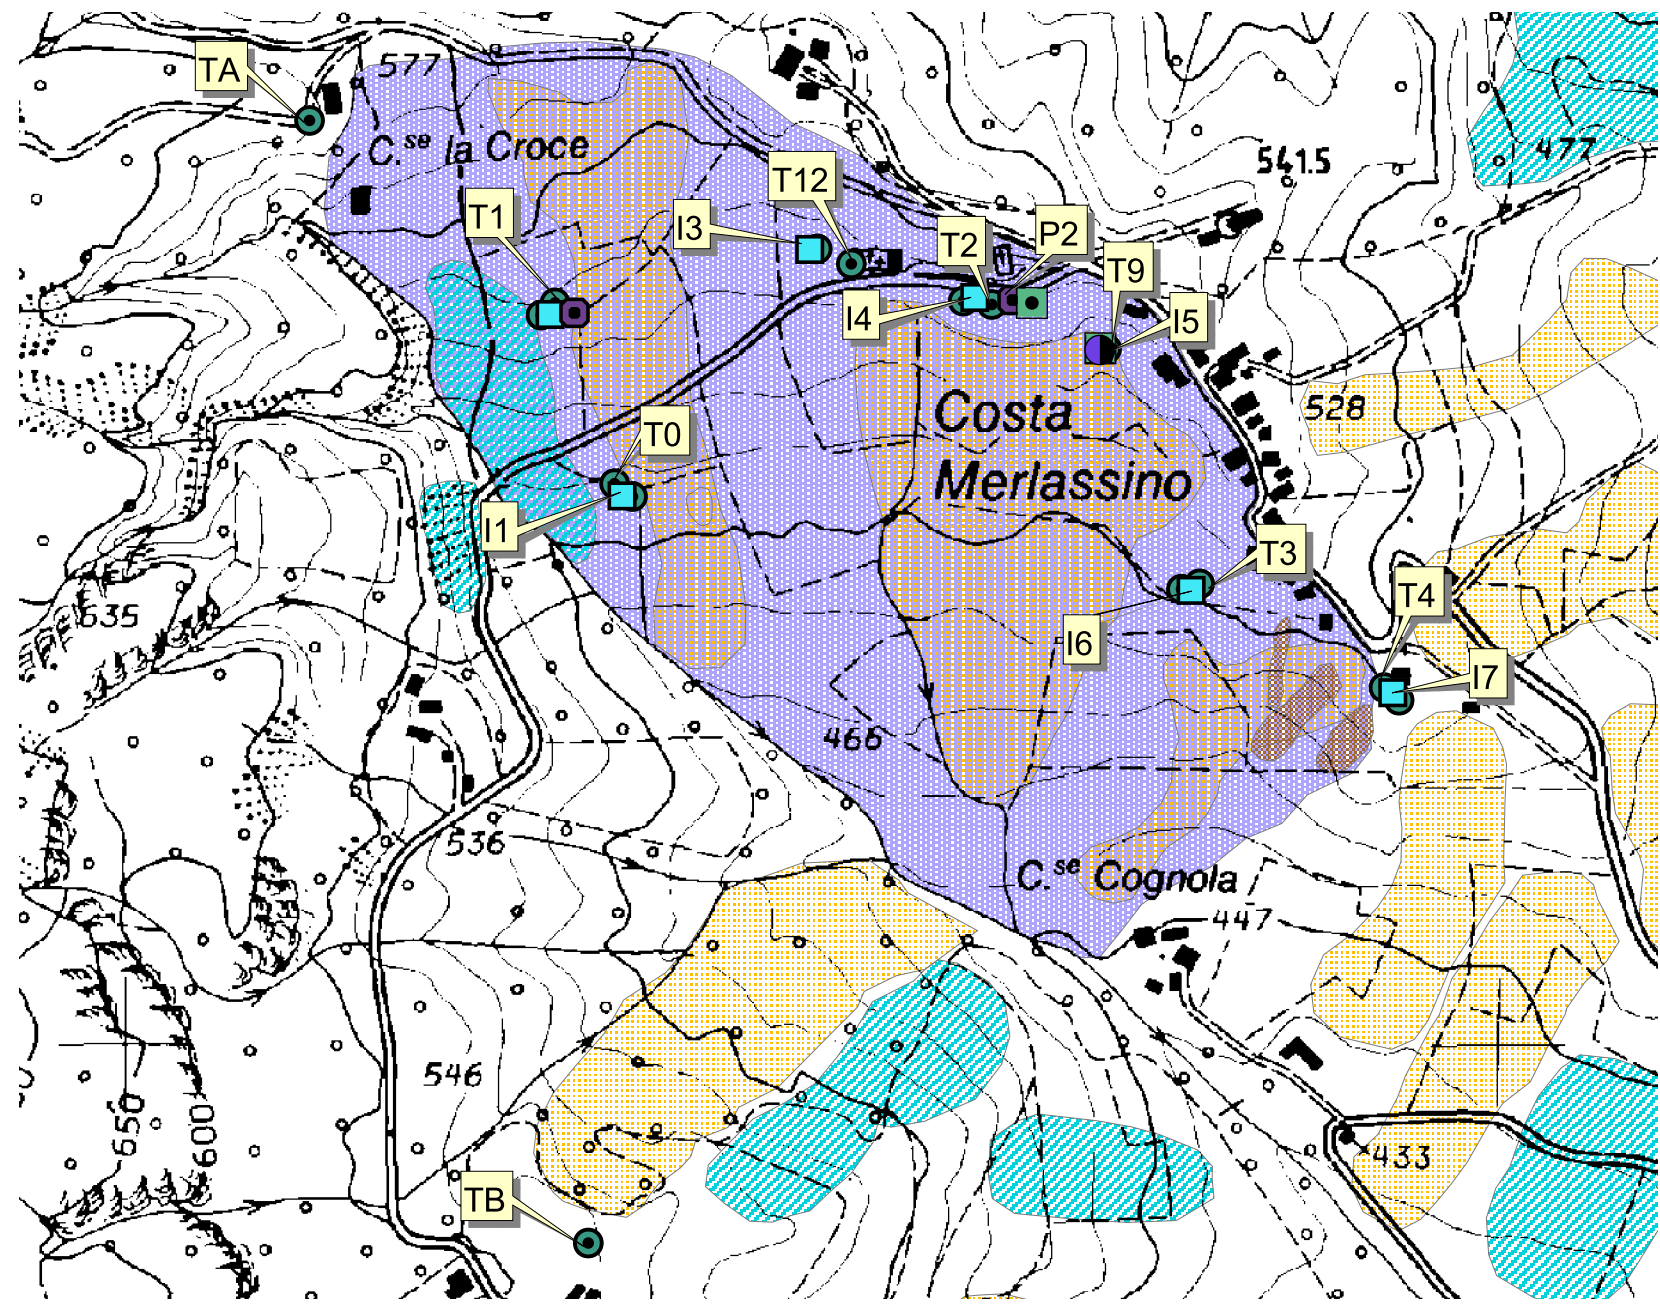 577
TA
C.se la Croce
T12
541.5
477
T1
I3
T2
P2
T9
I4
I5
Costa
528
T0
Merlassino
I1
T3
635
T4
I6
I7
466
536
C.se Cognola
447
546
650
600
433
TB